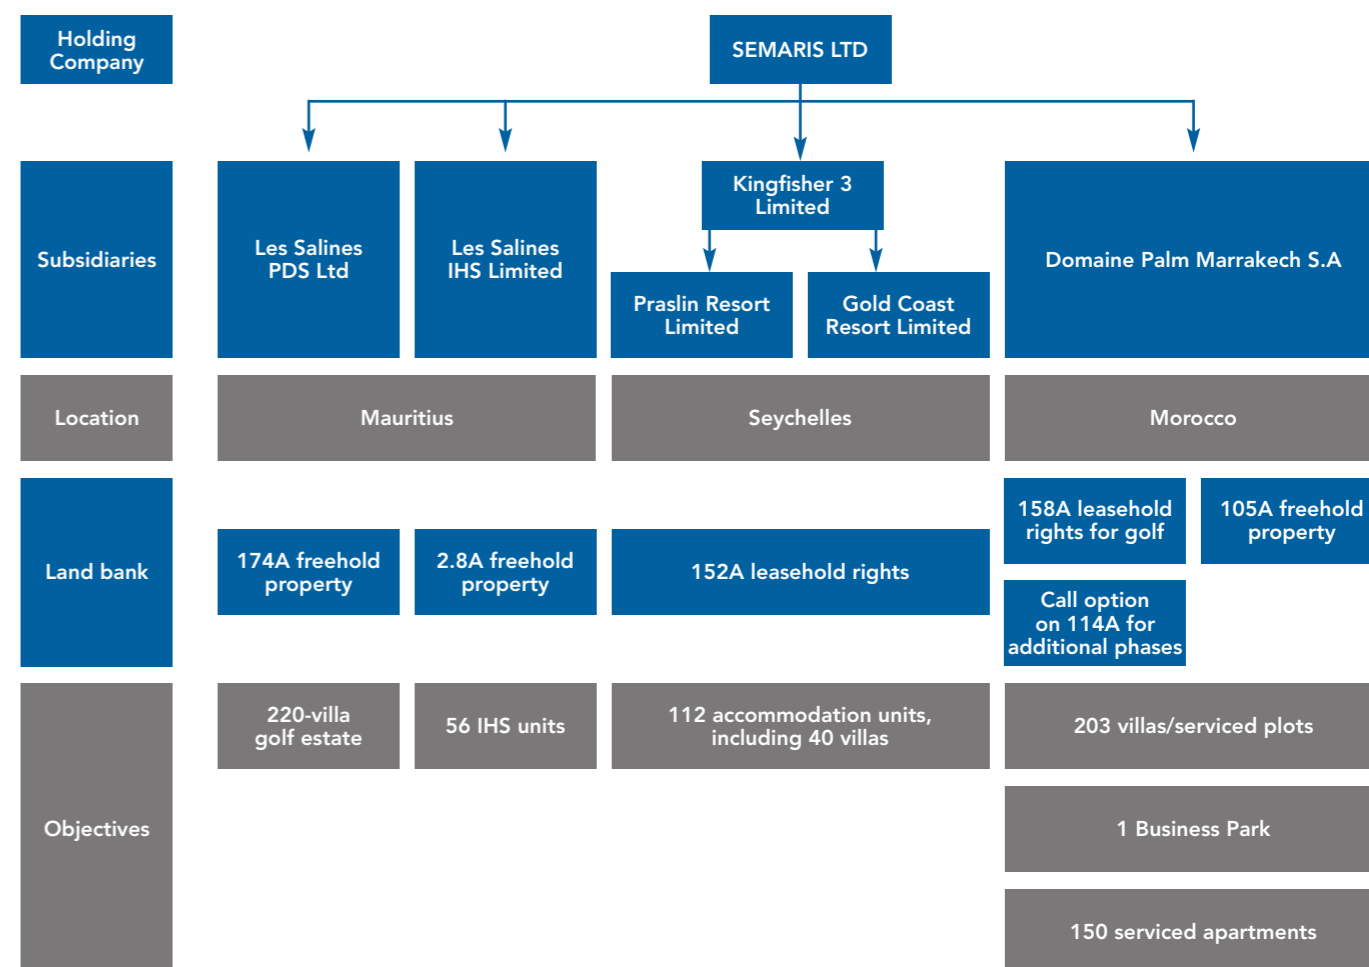 Holding
Company
SEMARIS LTD
Subsidiaries
Les Salines
PDS Ltd
Les Salines
IHS Limited
Kingfisher 3
Limited
Praslin Resort
Limited
Gold Coast
Resort Limited
Domaine Palm Marrakech S.A
Location
Mauritius
Seychelles
Morocco
Land bank
174A freehold
property
2.8A freehold
property
152A leasehold rights
158A leasehold
rights for golf
105A freehold
property
Call option
on 114A for
additional phases
Objectives
220-villa
golf estate
56 IHS units
112 accommodation units,
including 40 villas
203 villas/serviced plots
1 Business Park
150 serviced apartments